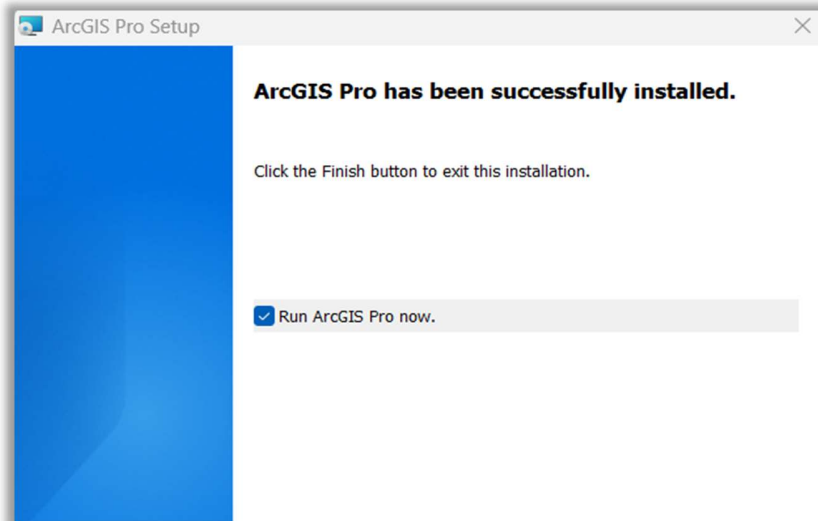 ArcGIS Pro Setup
ArcGIS Pro has been successfully installed.
Click the Finish button to exit this installation.
Run ArcGIS Pro now.